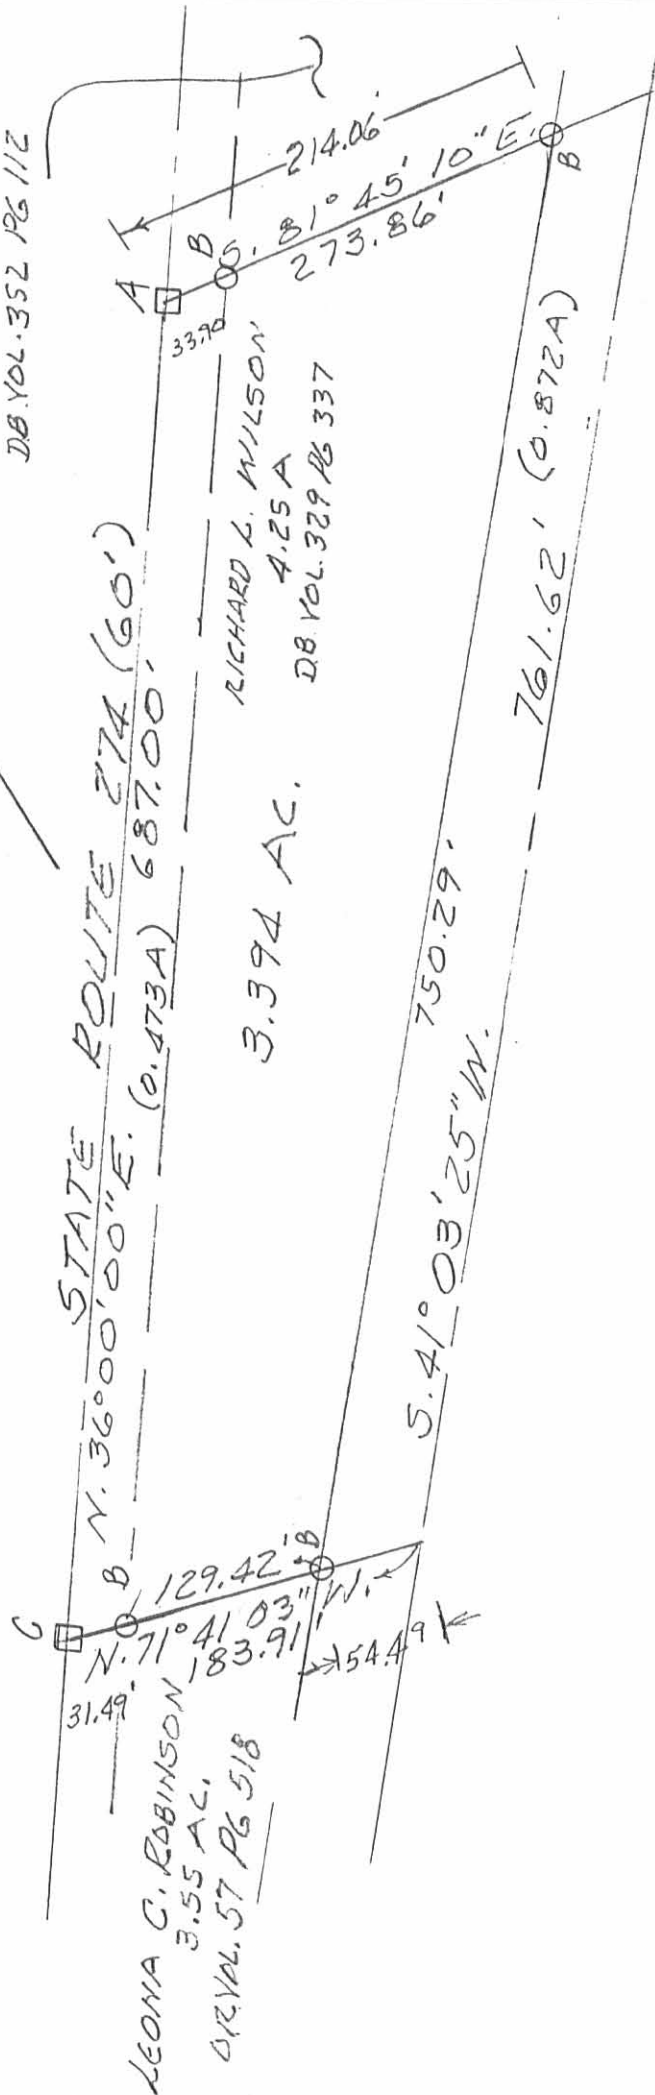 D.B. VOL. 352 PG 112
STATE ROUTE 274 (60')
N. 36° 00' 00" E. (0.473A) 687.00'
A
B
33.90
214.06'
S. 81° 45' 10" E.
273.86'
B
RICHARD L. WILSON
4.25 A
D.B. VOL. 329 PG 337
3.394 AC.
750.29'
S. 41° 03' 25" W. 761.62' (0.872A)
C
B
31.49'
129.42'
B
N. 71° 41 03" W.
183.91'
54.49
LEONA C. ROBINSON
3.55 AC.
O.R. VOL. 57 PG 518